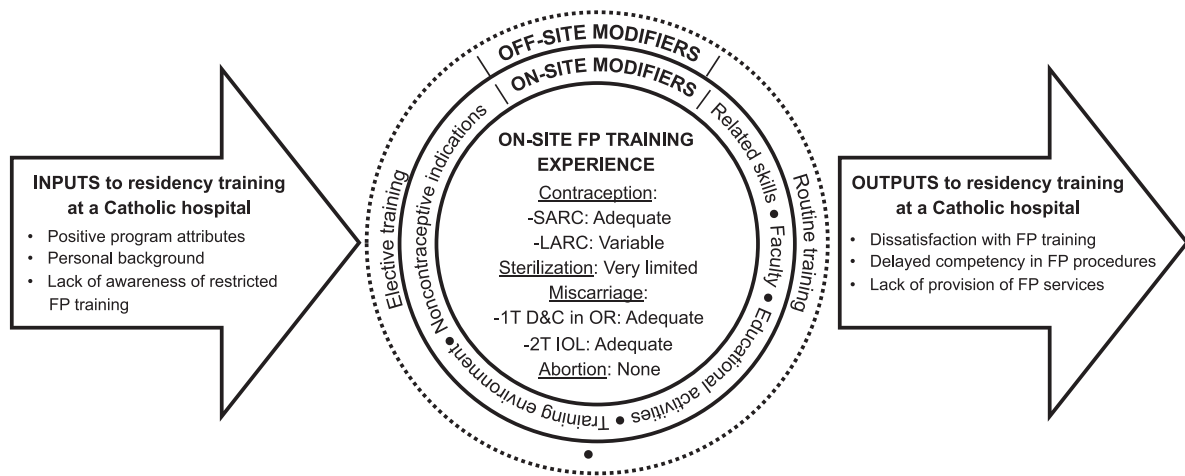 INPUTS to residency training
at a Catholic hospital
• Positive program attributes
• Personal background
• Lack of awareness of restricted
FP training
| OFF-SITE MODIFIERS |
Elective training
Routine training
•
| ON-SITE MODIFIERS |
Related skills • Faculty • Educational activities • Training environment • Noncontraceptive indications
ON-SITE FP TRAINING
EXPERIENCE
Contraception:
-SARC: Adequate
-LARC: Variable
Sterilization: Very limited
Miscarriage:
-1T D&C in OR: Adequate
-2T IOL: Adequate
Abortion: None
OUTPUTS to residency training
at a Catholic hospital
• Dissatisfaction with FP training
• Delayed competency in FP procedures
• Lack of provision of FP services